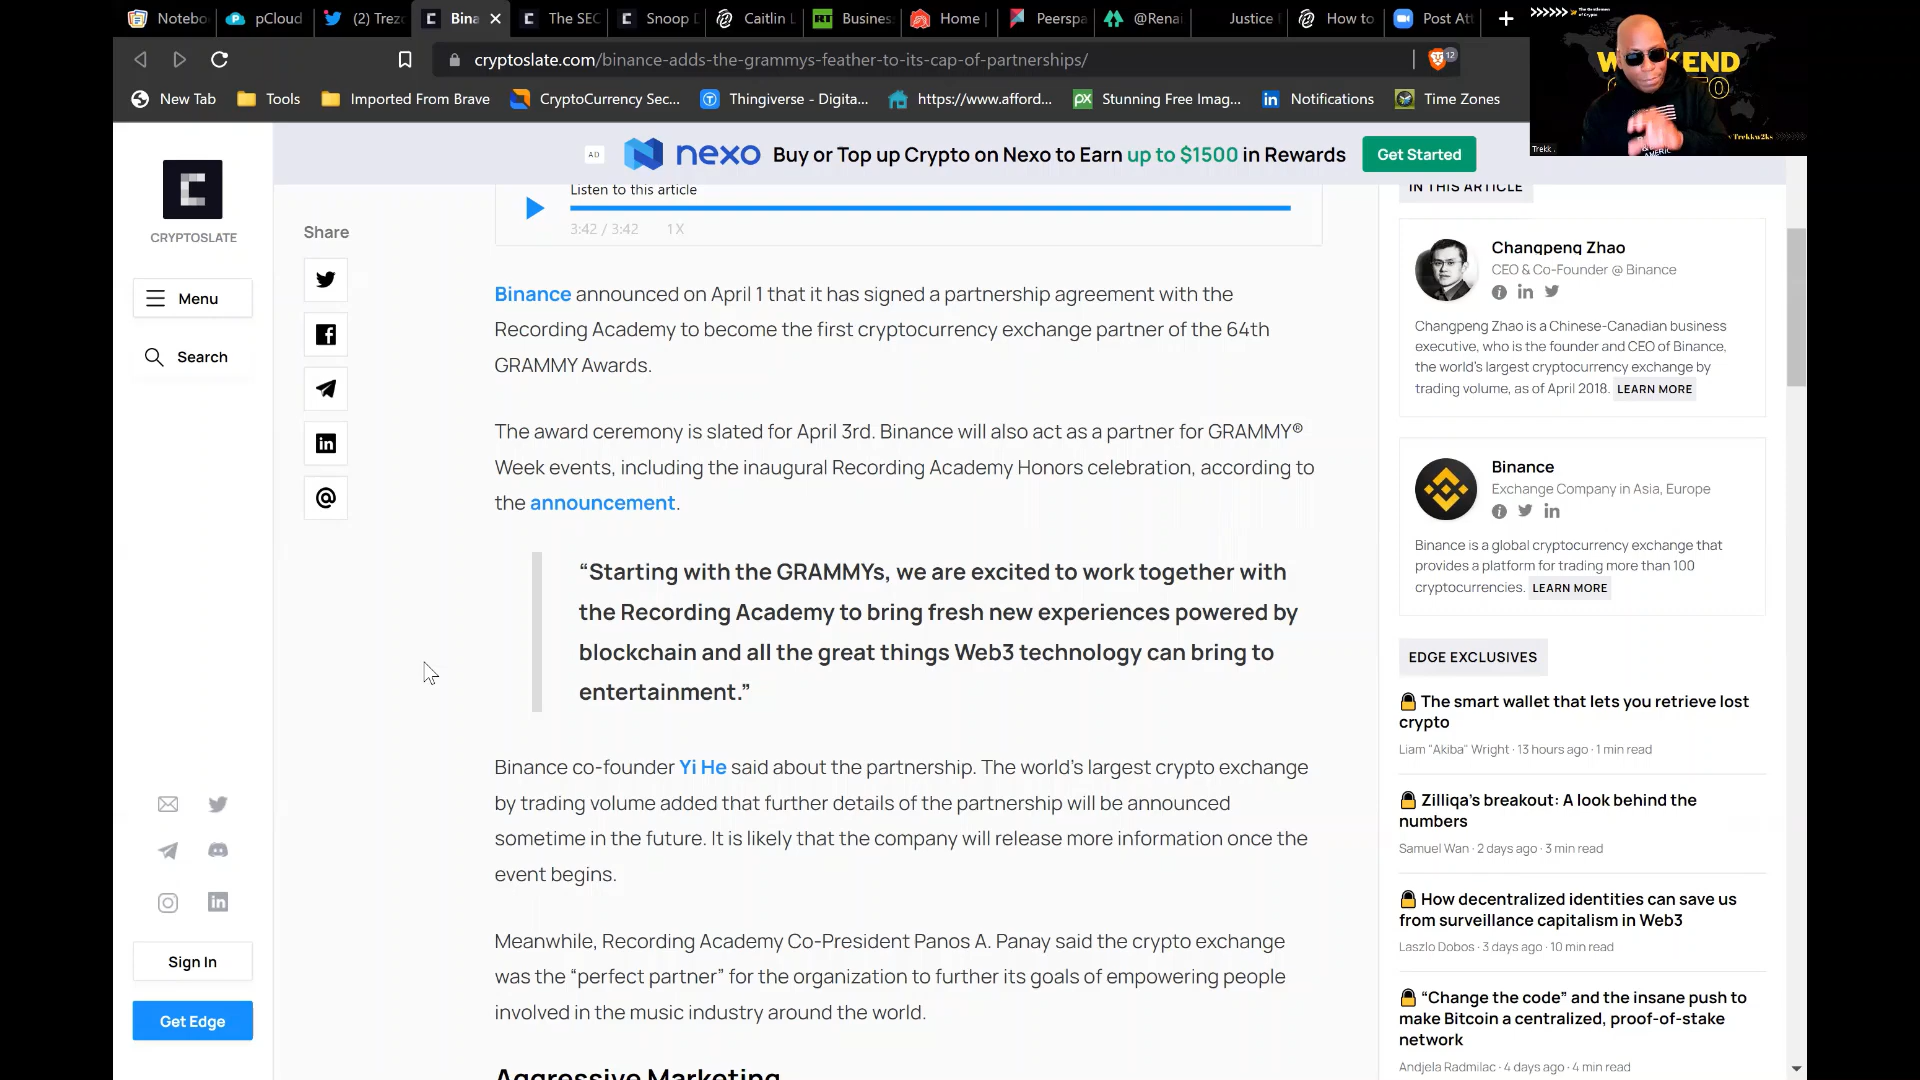 Notebo
pCloud
(2) Trezo
Bina
The SEC
Snoop D
Caitlin L
RT
Busines
Home |
Peerspa
@Renai
Justice
How to
Post Att
cryptoslate.com/binance-adds-the-grammys-feather-to-its-cap-of-partnerships/
12
New Tab
Tools
Imported From Brave
CryptoCurrency Sec...
Thingiverse - Digita...
https://www.afford...
px
Stunning Free Imag...
in
Notifications
Time Zones
Trekk .
AD
nexo
Buy or Top up Crypto on Nexo to Earn up to $1500 in Rewards
Get Started
CRYPTOSLATE
Menu
Search
Sign In
Get Edge
Share
Listen to this article
3:42 / 3:42 1X
Binance announced on April 1 that it has signed a partnership agreement with the
Recording Academy to become the first cryptocurrency exchange partner of the 64th
GRAMMY Awards.
The award ceremony is slated for April 3rd. Binance will also act as a partner for GRAMMY®
Week events, including the inaugural Recording Academy Honors celebration, according to
the announcement.
“Starting with the GRAMMYs, we are excited to work together with
the Recording Academy to bring fresh new experiences powered by
blockchain and all the great things Web3 technology can bring to
entertainment.”
Binance co-founder Yi He said about the partnership. The world’s largest crypto exchange
by trading volume added that further details of the partnership will be announced
sometime in the future. It is likely that the company will release more information once the
event begins.
Meanwhile, Recording Academy Co-President Panos A. Panay said the crypto exchange
was the “perfect partner” for the organization to further its goals of empowering people
involved in the music industry around the world.
Aggressive Marketing
IN THIS ARTICLE
Changpeng Zhao
CEO & Co-Founder @ Binance
Changpeng Zhao is a Chinese-Canadian business
executive, who is the founder and CEO of Binance,
the world's largest cryptocurrency exchange by
trading volume, as of April 2018. LEARN MORE
Binance
Exchange Company in Asia, Europe
Binance is a global cryptocurrency exchange that
provides a platform for trading more than 100
cryptocurrencies. LEARN MORE
EDGE EXCLUSIVES
The smart wallet that lets you retrieve lost
crypto
Liam "Akiba" Wright · 13 hours ago · 1 min read
Zilliqa’s breakout: A look behind the
numbers
Samuel Wan · 2 days ago · 3 min read
How decentralized identities can save us
from surveillance capitalism in Web3
Laszlo Dobos · 3 days ago · 10 min read
“Change the code” and the insane push to
make Bitcoin a centralized, proof-of-stake
network
Andjela Radmilac · 4 days ago · 4 min read